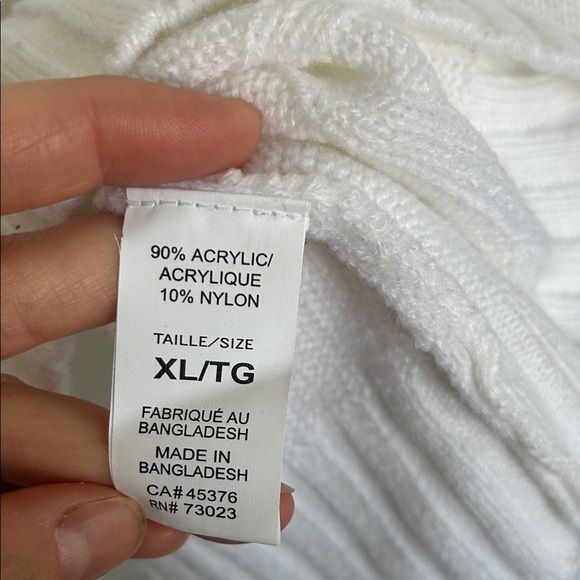 90% ACRYLIC/
ACRYLIQUE
10% NYLON
TAILLE/SIZE
XL/TG
FABRIQUÉ AU
BANGLADESH
MADE IN
BANGLADESH
CA# 45376
RN# 73023